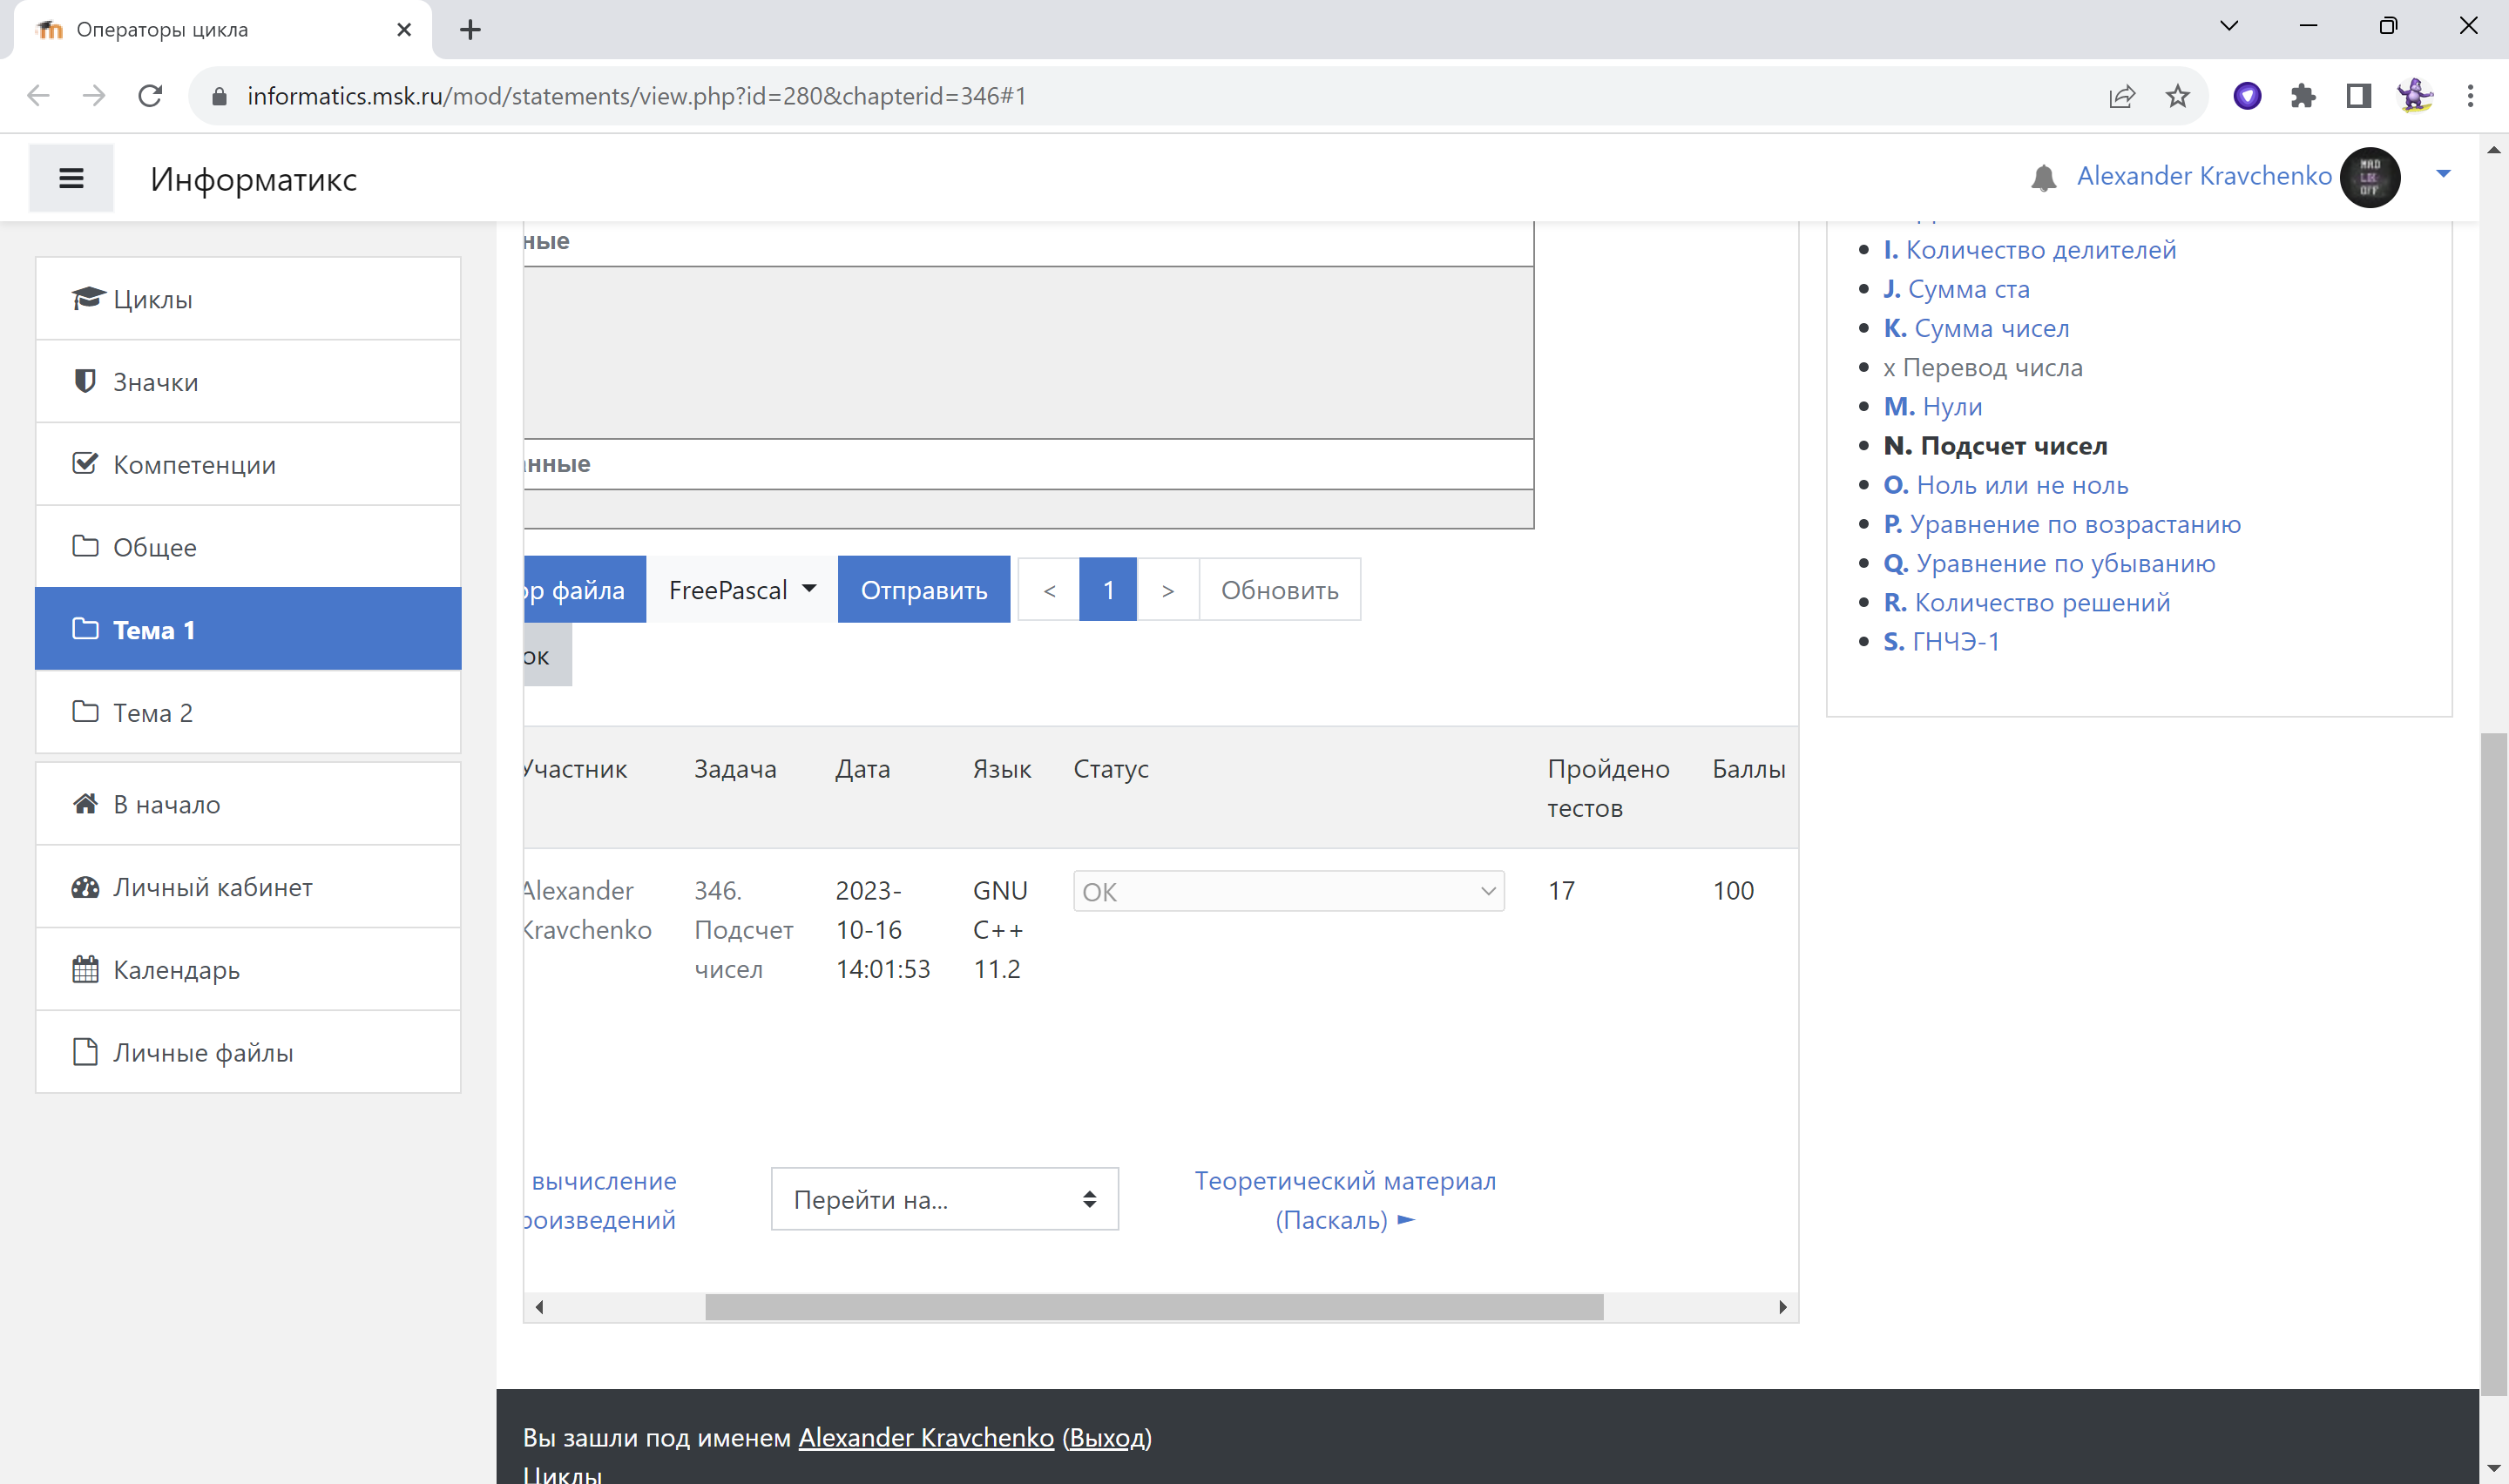 Операторы цикла
informatics.msk.ru/mod/statements/view.php?id=280&chapterid=346#1
Информатикс
Alexander Kravchenko
MAD
OFF
Циклы
Значки
Компетенции
Общее
Тема 1
Тема 2
В начало
Личный кабинет
Календарь
Личные файлы
ные
нные
ор файла
FreePascal
Отправить
<
1
>
Обновить
ок
Участник
Задача
Дата
Язык
Статус
Пройдено
тестов
Баллы
Alexander
Kravchenko
346.
Подсчет
чисел
2023-
10-16
14:01:53
GNU
C++
11.2
OK
17
100
вычисление
роизведений
Перейти на...
Теоретический материал
(Паскаль) ►
I. Количество делителей
J. Сумма ста
K. Сумма чисел
x Перевод числа
M. Нули
N. Подсчет чисел
O. Ноль или не ноль
P. Уравнение по возрастанию
Q. Уравнение по убыванию
R. Количество решений
S. ГНЧЭ-1
Вы зашли под именем Alexander Kravchenko (Выход)
Циклы